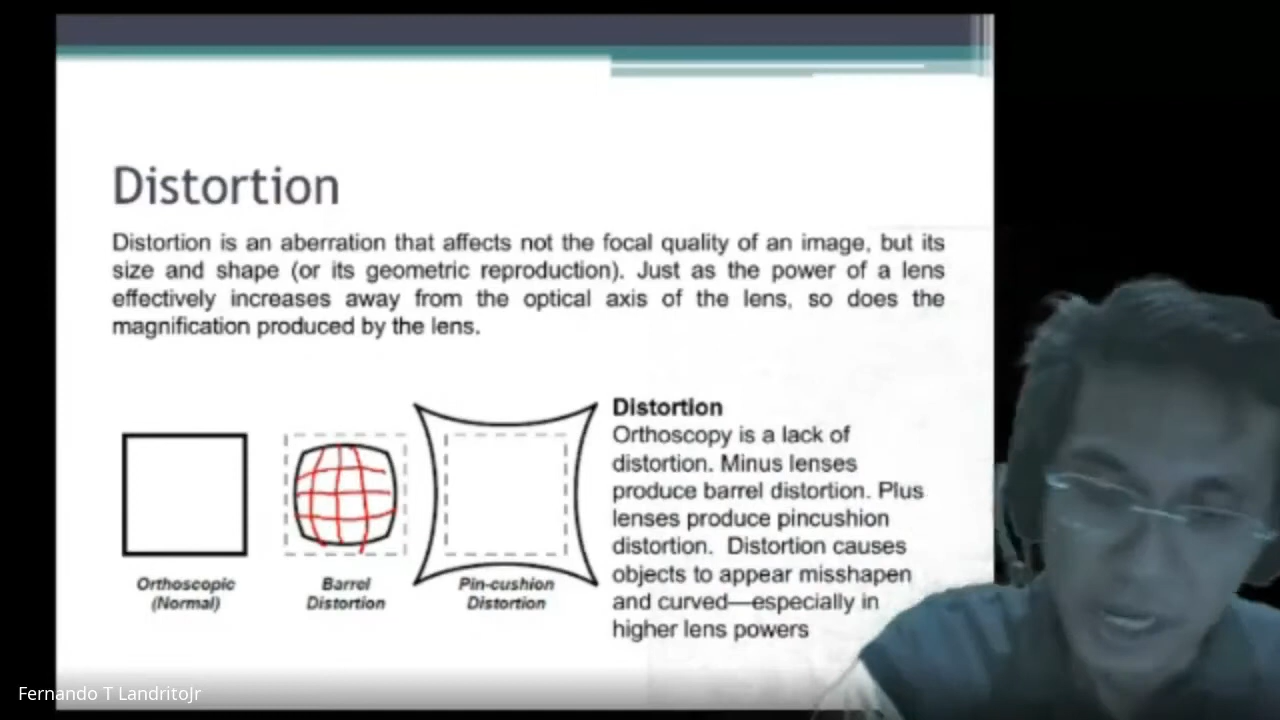 Distortion
Distortion is an aberration that affects not the focal quality of an image, but its
size and shape (or its geometric reproduction). Just as the power of a lens
effectively increases away from the optical axis of the lens, so does the
magnification produced by the lens.
Orthoscopic
(Normal)
Barrel
Distortion
Pin-cushion
Distortion
Distortion
Orthoscopy is a lack of
distortion. Minus lenses
produce barrel distortion. Plus
lenses produce pincushion
distortion. Distortion causes
objects to appear misshapen
and curved—especially in
higher lens powers
Fernando T LandritoJr